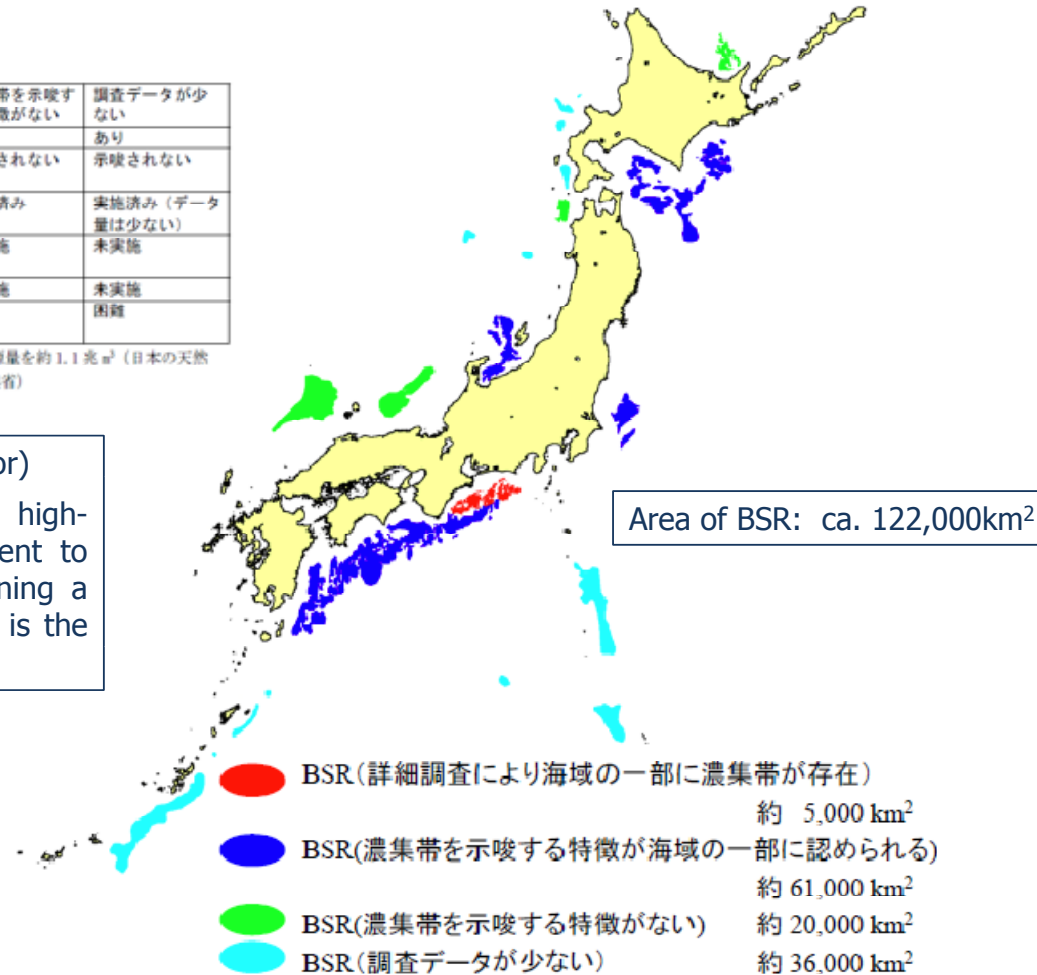 帯を示唆す 調査データが少
徴がない ない
あり
されない 示唆されない
済み 実施済み（データ
量は少ない）
施 未実施
施 未実施
困難
量を約 1.1 兆㎥（日本の天然
省）
or)
high-
ent to
ning a
is the
Area of BSR: ca. 122,000km²
BSR（詳細調査により海域の一部に濃集帯が存在）
約 5,000 km²
BSR(濃集帯を示唆する特徴が海域の一部に認められる)
約 61,000 km²
BSR(濃集帯を示唆する特徴がない) 約 20,000 km²
BSR（調査データが少ない） 約 36,000 km²